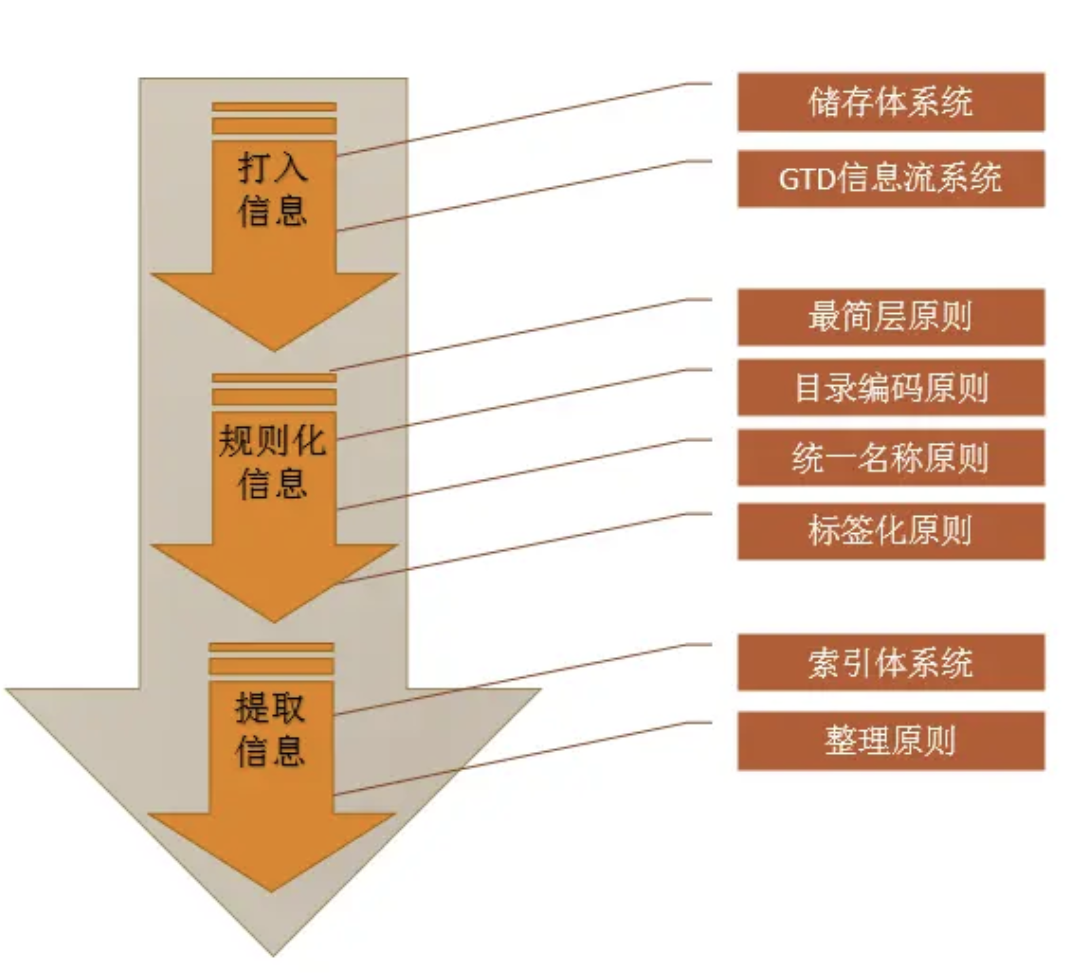 打入
信息
储存体系统
GTD信息流系统
规则化
信息
最简层原则
目录编码原则
统一名称原则
标签化原则
提取
信息
索引体系统
整理原则